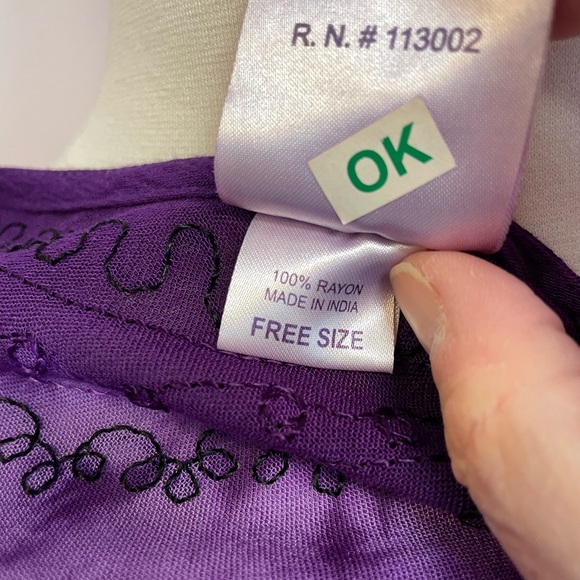 R. N. # 113002
OK
100% RAYON
MADE IN INDIA
FREE SIZE